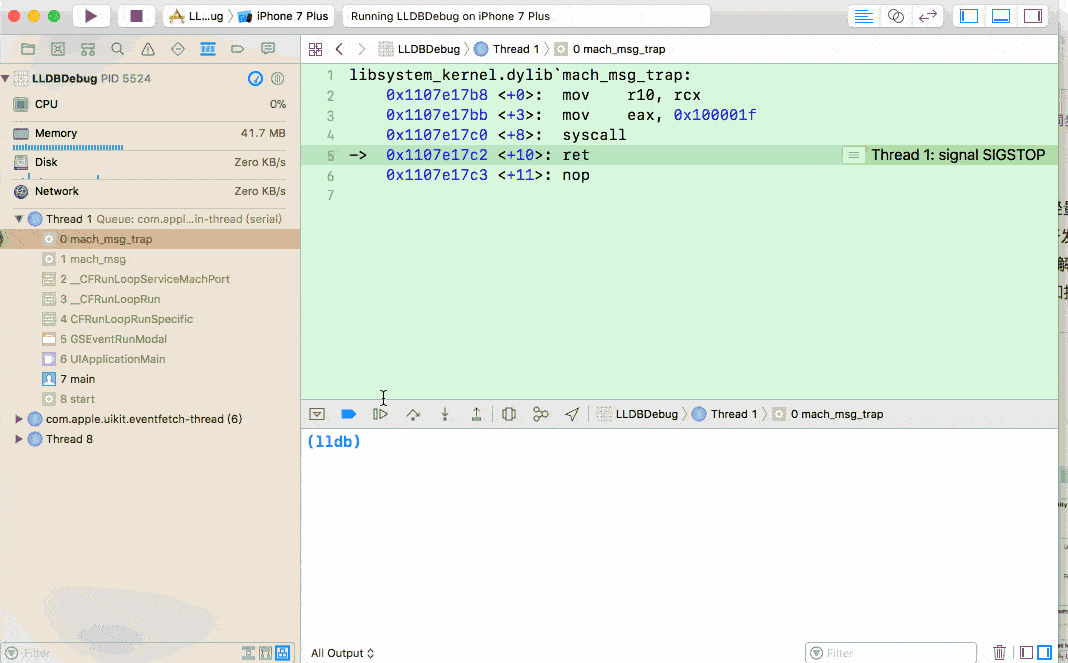 LL...ug 〉 iPhone 7 Plus
Running LLDBDebug on iPhone 7 Plus
LLDBDebug PID 5524
CPU 0%
Memory 41.7 MB
Disk Zero KB/s
Network Zero KB/s
Thread 1 Queue: com.appl...in-thread (serial)
0 mach_msg_trap
1 mach_msg
2 __CFRunLoopServiceMachPort
3 __CFRunLoopRun
4 CFRunLoopRunSpecific
5 GSEventRunModal
6 UIApplicationMain
7 main
8 start
com.apple.uikit.eventfetch-thread (6)
Thread 8
Filter
LLDBDebug 〉 Thread 1 〉 0 mach_msg_trap
1 libsystem_kernel.dylib`mach_msg_trap:
2 0x1107e17b8 <+0>: mov r10, rcx
3 0x1107e17bb <+3>: mov eax, 0x100001f
4 0x1107e17c0 <+8>: syscall
5 -> 0x1107e17c2 <+10>: ret Thread 1: signal SIGSTOP
6 0x1107e17c3 <+11>: nop
7
LLDBDebug 〉 Thread 1 〉 0 mach_msg_trap
(lldb)
All Output
Filter